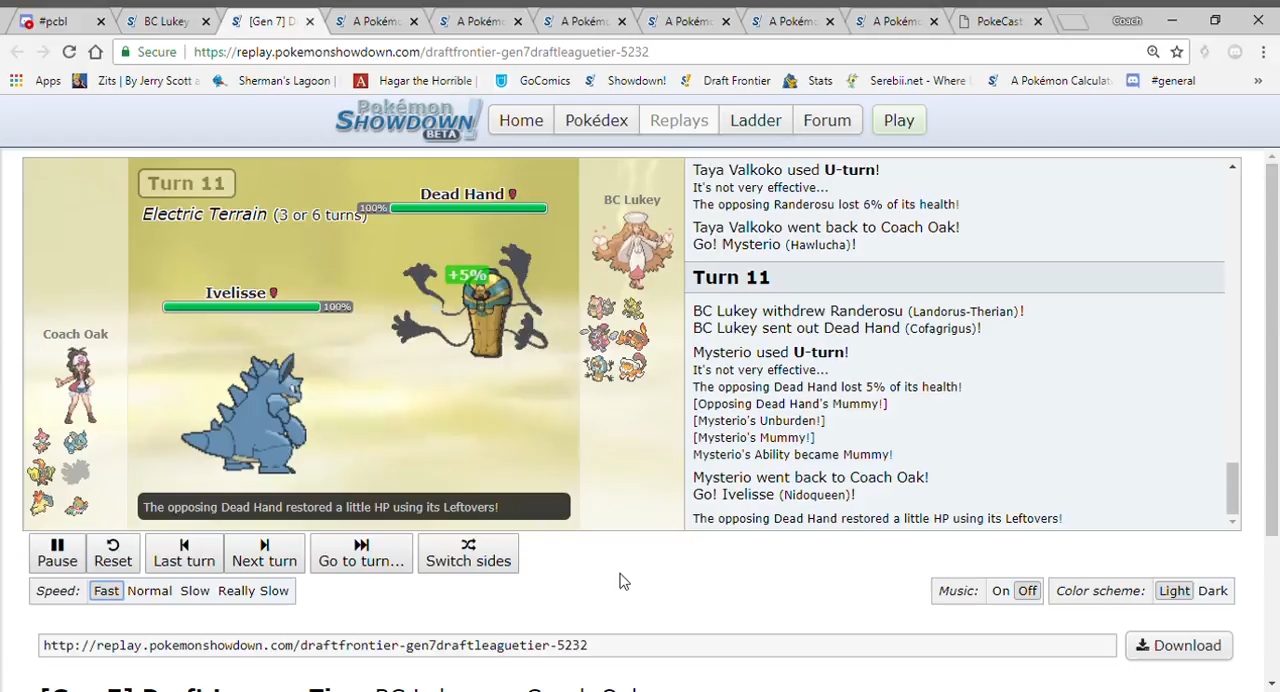 #pcbl
BC Lukey
[Gen 7] D
A Pokém
A Pokém
A Pokém
A Pokém
A Pokém
A Pokém
PokeCast
Coach
Secure
https://replay.pokemonshowdown.com/draftfrontier-gen7draftleaguetier-5232
Apps
Zits | By Jerry Scott a
Sherman's Lagoon |
Hagar the Horrible |
GoComics
Showdown!
Draft Frontier
Stats
Serebii.net - Where
A Pokémon Calculat
#general
»
Pokémon
SHOWDOWN!
BETA
Home
Pokédex
Replays
Ladder
Forum
Play
Turn 11
Electric Terrain (3 or 6 turns)
Dead Hand
100%
+5%
Ivelisse
100%
Coach Oak
BC Lukey
The opposing Dead Hand restored a little HP using its Leftovers!
Taya Valkoko used U-turn!
It's not very effective...
The opposing Randerosu lost 6% of its health!
Taya Valkoko went back to Coach Oak!
Go! Mysterio (Hawlucha)!
Turn 11
BC Lukey withdrew Randerosu (Landorus-Therian)!
BC Lukey sent out Dead Hand (Cofagrigus)!
Mysterio used U-turn!
It's not very effective...
The opposing Dead Hand lost 5% of its health!
[Opposing Dead Hand's Mummy!]
[Mysterio's Unburden!]
[Mysterio's Mummy!]
Mysterio's Ability became Mummy!
Mysterio went back to Coach Oak!
Go! Ivelisse (Nidoqueen)!
The opposing Dead Hand restored a little HP using its Leftovers!
Pause
Reset
Last turn
Next turn
Go to turn...
Switch sides
Speed: Fast Normal Slow Really Slow
Music: On Off
Color scheme: Light Dark
http://replay.pokemonshowdown.com/draftfrontier-gen7draftleaguetier-5232
Download